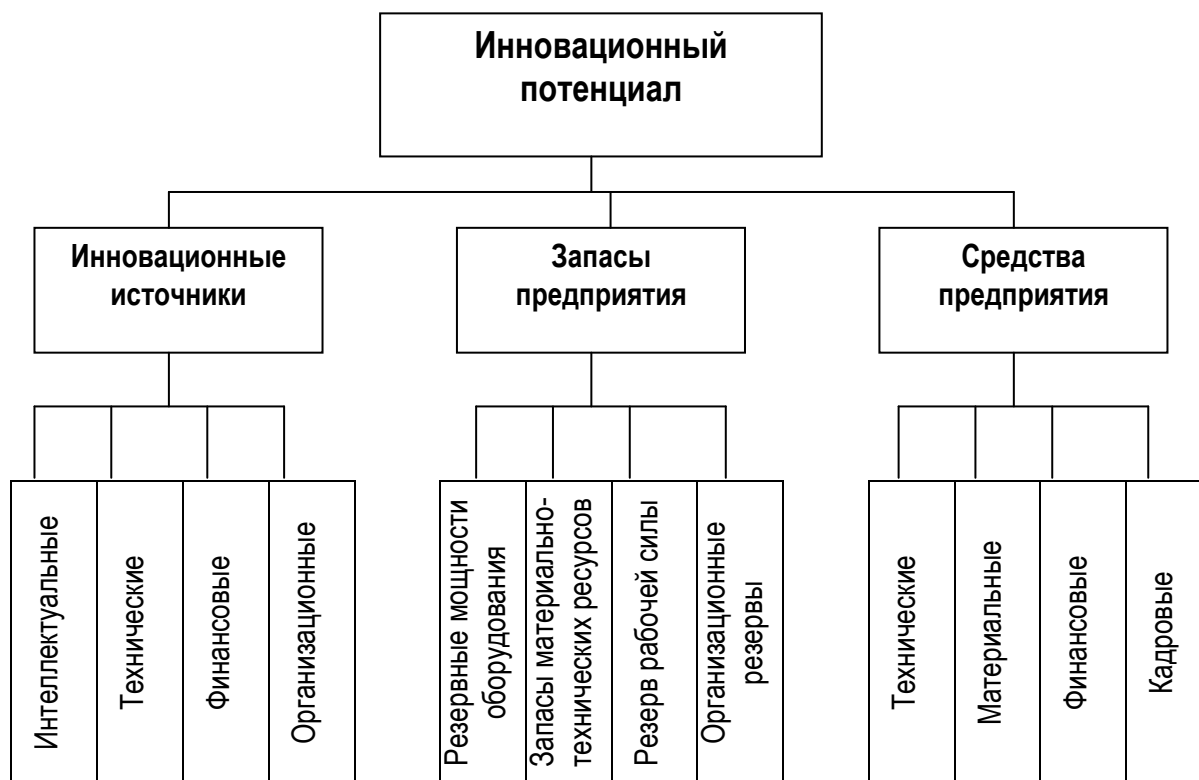 Инновационный
потенциал
Инновационные
источники
Запасы
предприятия
Средства
предприятия
Интеллектуальные
Технические
Финансовые
Организационные
Резервные мощности
оборудования
Запасы материально-
технических ресурсов
Резерв рабочей силы
Организационные
резервы
Технические
Материальные
Финансовые
Кадровые